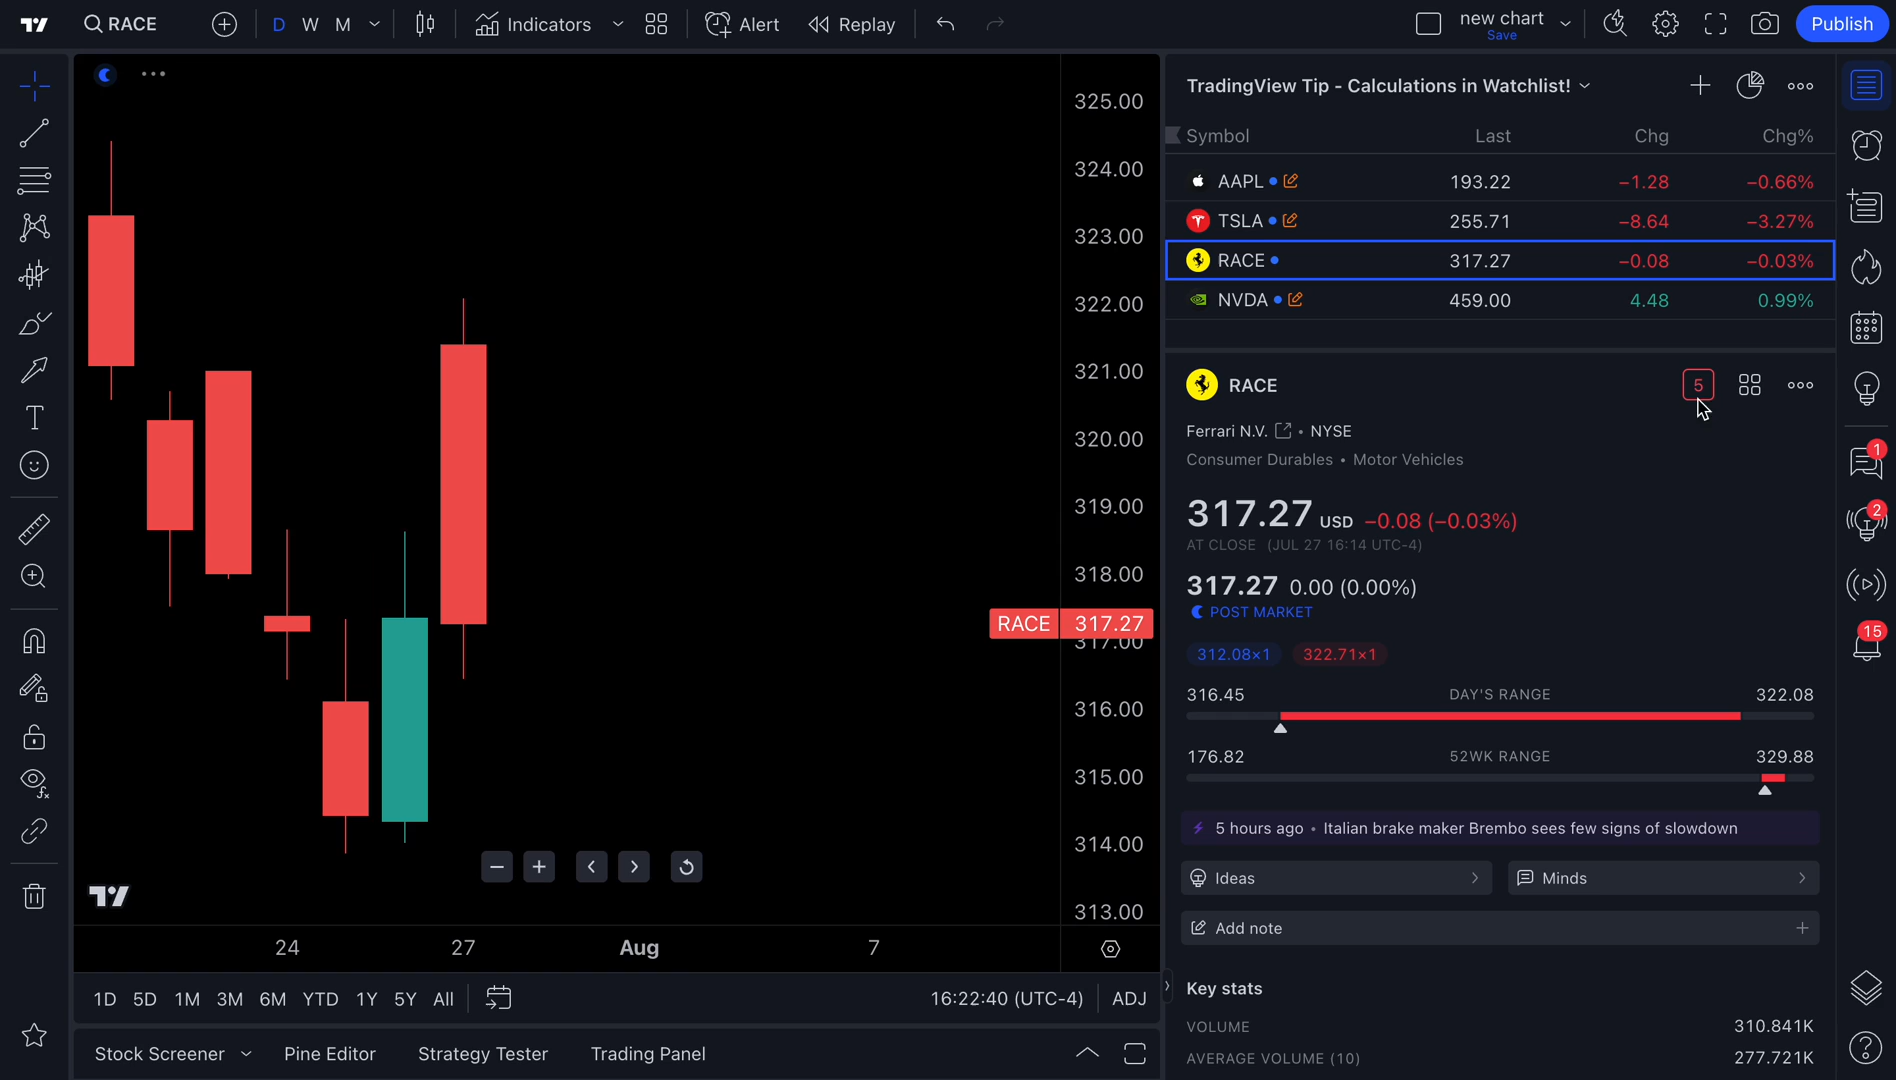 RACE
D W M
Indicators
Alert
Replay
new chart
Save
Publish
TradingView Tip - Calculations in Watchlist!
Symbol Last Chg Chg%
AAPL 193.22 −1.28 −0.66%
TSLA 255.71 −8.64 −3.27%
RACE 317.27 −0.08 −0.03%
NVDA 459.00 4.48 0.99%
325.00
324.00
323.00
322.00
321.00
320.00
319.00
318.00
RACE 317.27
317.00
316.00
315.00
314.00
313.00
24 27 Aug 7
1D 5D 1M 3M 6M YTD 1Y 5Y All
16:22:40 (UTC-4) ADJ
Stock Screener Pine Editor Strategy Tester Trading Panel
RACE
5
Ferrari N.V. • NYSE
Consumer Durables • Motor Vehicles
317.27 USD −0.08 (−0.03%)
AT CLOSE (JUL 27 16:14 UTC-4)
317.27 0.00 (0.00%)
POST MARKET
312.08×1 322.71×1
316.45 DAY'S RANGE 322.08
176.82 52WK RANGE 329.88
5 hours ago • Italian brake maker Brembo sees few signs of slowdown
Ideas
Minds
Add note
Key stats
VOLUME 310.841K
AVERAGE VOLUME (10) 277.721K
1
2
15